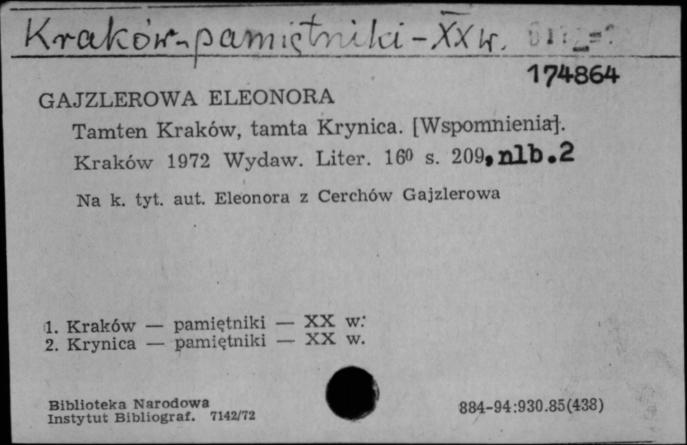 Kraków-pamiętniki-XX w.
174864
GAJZLEROWA ELEONORA
Tamten Kraków, tamta Krynica. [Wspomnienia].
Kraków 1972 Wydaw. Liter. 16⁰ s. 209, nlb. 2
Na k. tyt. aut. Eleonora z Cerchów Gajzlerowa
1. Kraków — pamiętniki — XX w.
2. Krynica — pamiętniki — XX w.
Biblioteka Narodowa
Instytut Bibliograf. 7142/72
884-94:930.85(438)